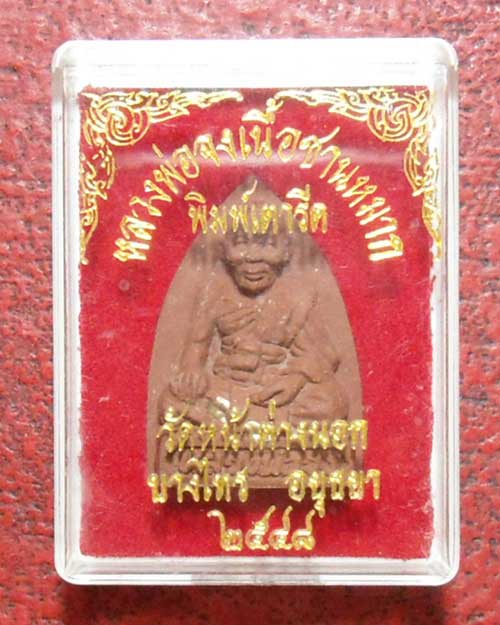 หลวงพ่อจงเนื้อชานหมาก
พิมพ์เตารีด
วัดหน้าต่างนอก
บางไทร อยุธยา
๒๕๔๘